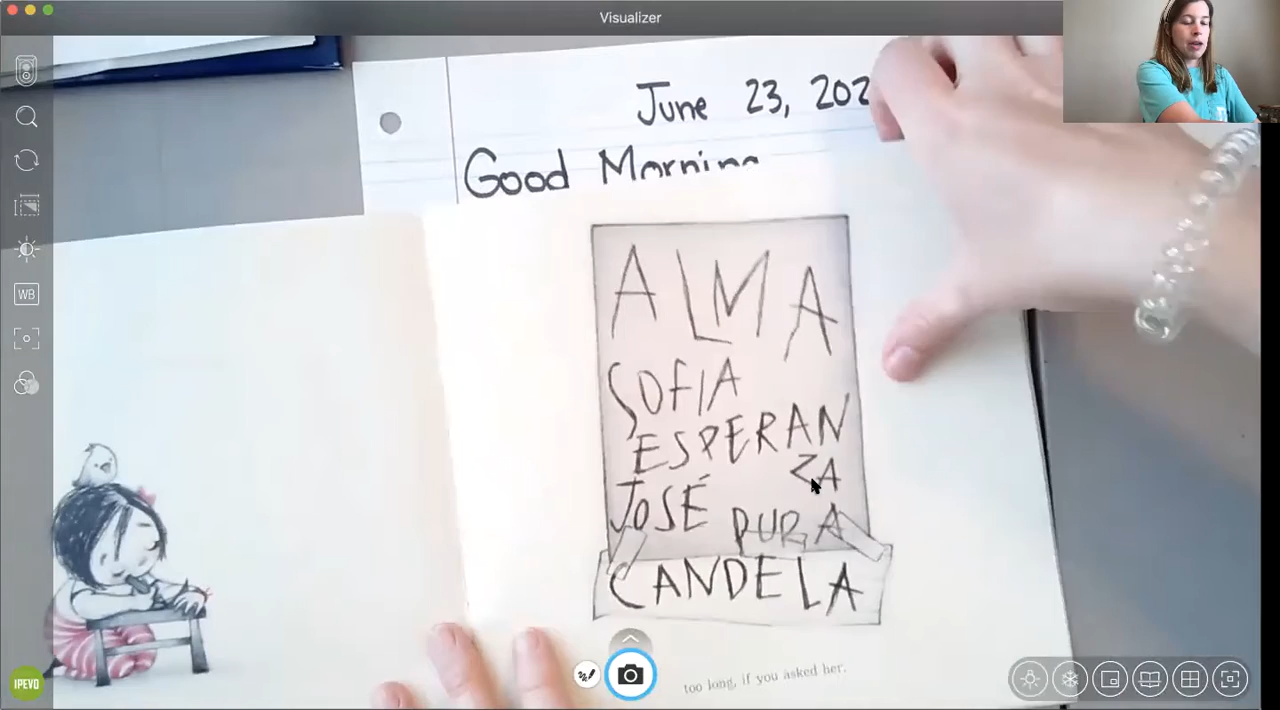 Visualizer
June 23, 202
Good Morning
WB
ALMA
SOFIA
ESPERAN
ZA
JOSÉ PURA
CANDELA
too long, if you asked her.
IPEVO